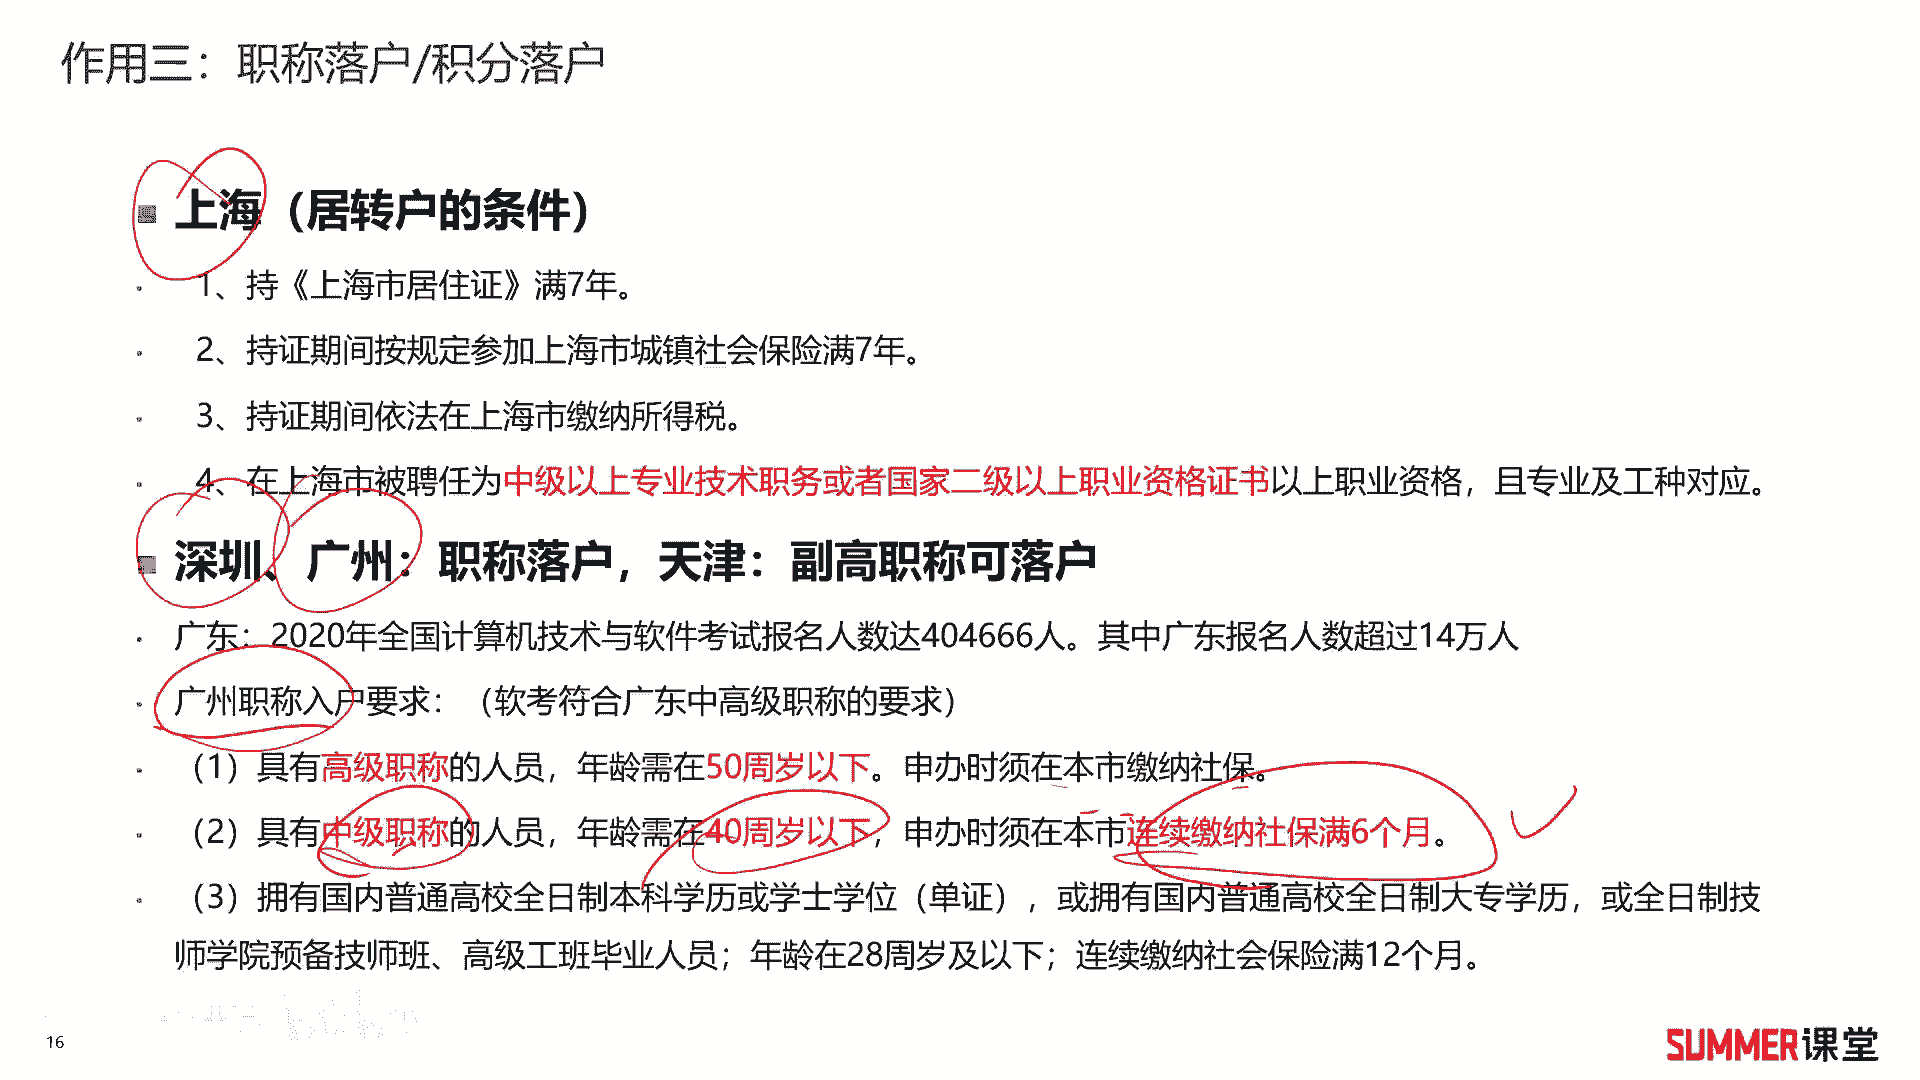 作用三：职称落户/积分落户
上海（居转户的条件）
1、持《上海市居住证》满7年。
2、持证期间按规定参加上海市城镇社会保险满7年。
3、持证期间依法在上海市缴纳所得税。
4、在上海市被聘任为中级以上专业技术职务或者国家二级以上职业资格证书以上职业资格，且专业及工种对应。
深圳、广州：职称落户，天津：副高职称可落户
广东：2020年全国计算机技术与软件考试报名人数达404666人。其中广东报名人数超过14万人
广州职称入户要求：（软考符合广东中高级职称的要求）
（1）具有高级职称的人员，年龄需在50周岁以下。申办时须在本市缴纳社保。
（2）具有中级职称的人员，年龄需在40周岁以下，申办时须在本市连续缴纳社保满6个月。
（3）拥有国内普通高校全日制本科学历或学士学位（单证），或拥有国内普通高校全日制大专学历，或全日制技
师学院预备技师班、高级工班毕业人员；年龄在28周岁及以下；连续缴纳社会保险满12个月。
16
SUMMER课堂